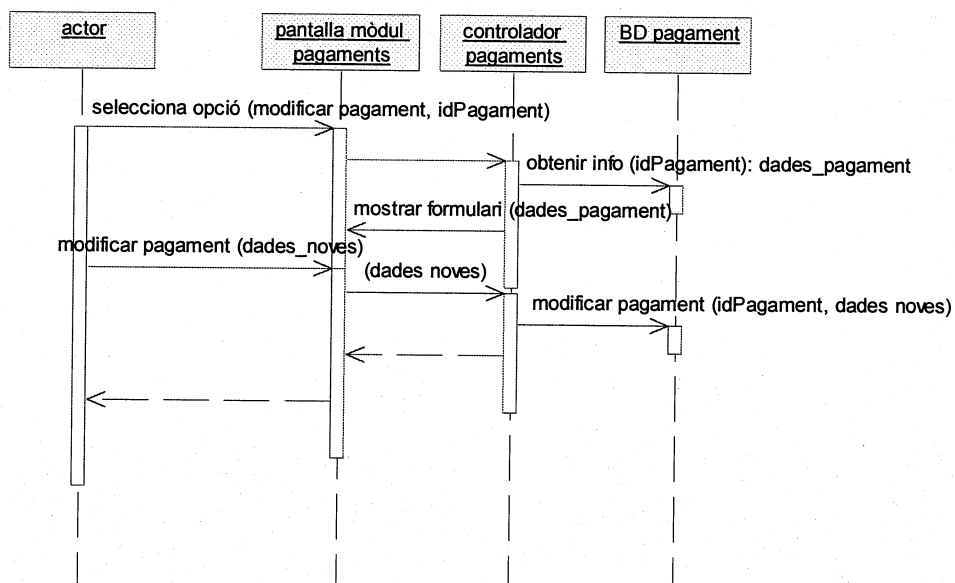 actor
pantalla mòdul
pagaments
controlador
pagaments
BD pagament
selecciona opció (modificar pagament, idPagament)
obtenir info (idPagament): dades_pagament
mostrar formulari (dades_pagament)
modificar pagament (dades_noves)
(dades noves)
modificar pagament (idPagament, dades noves)